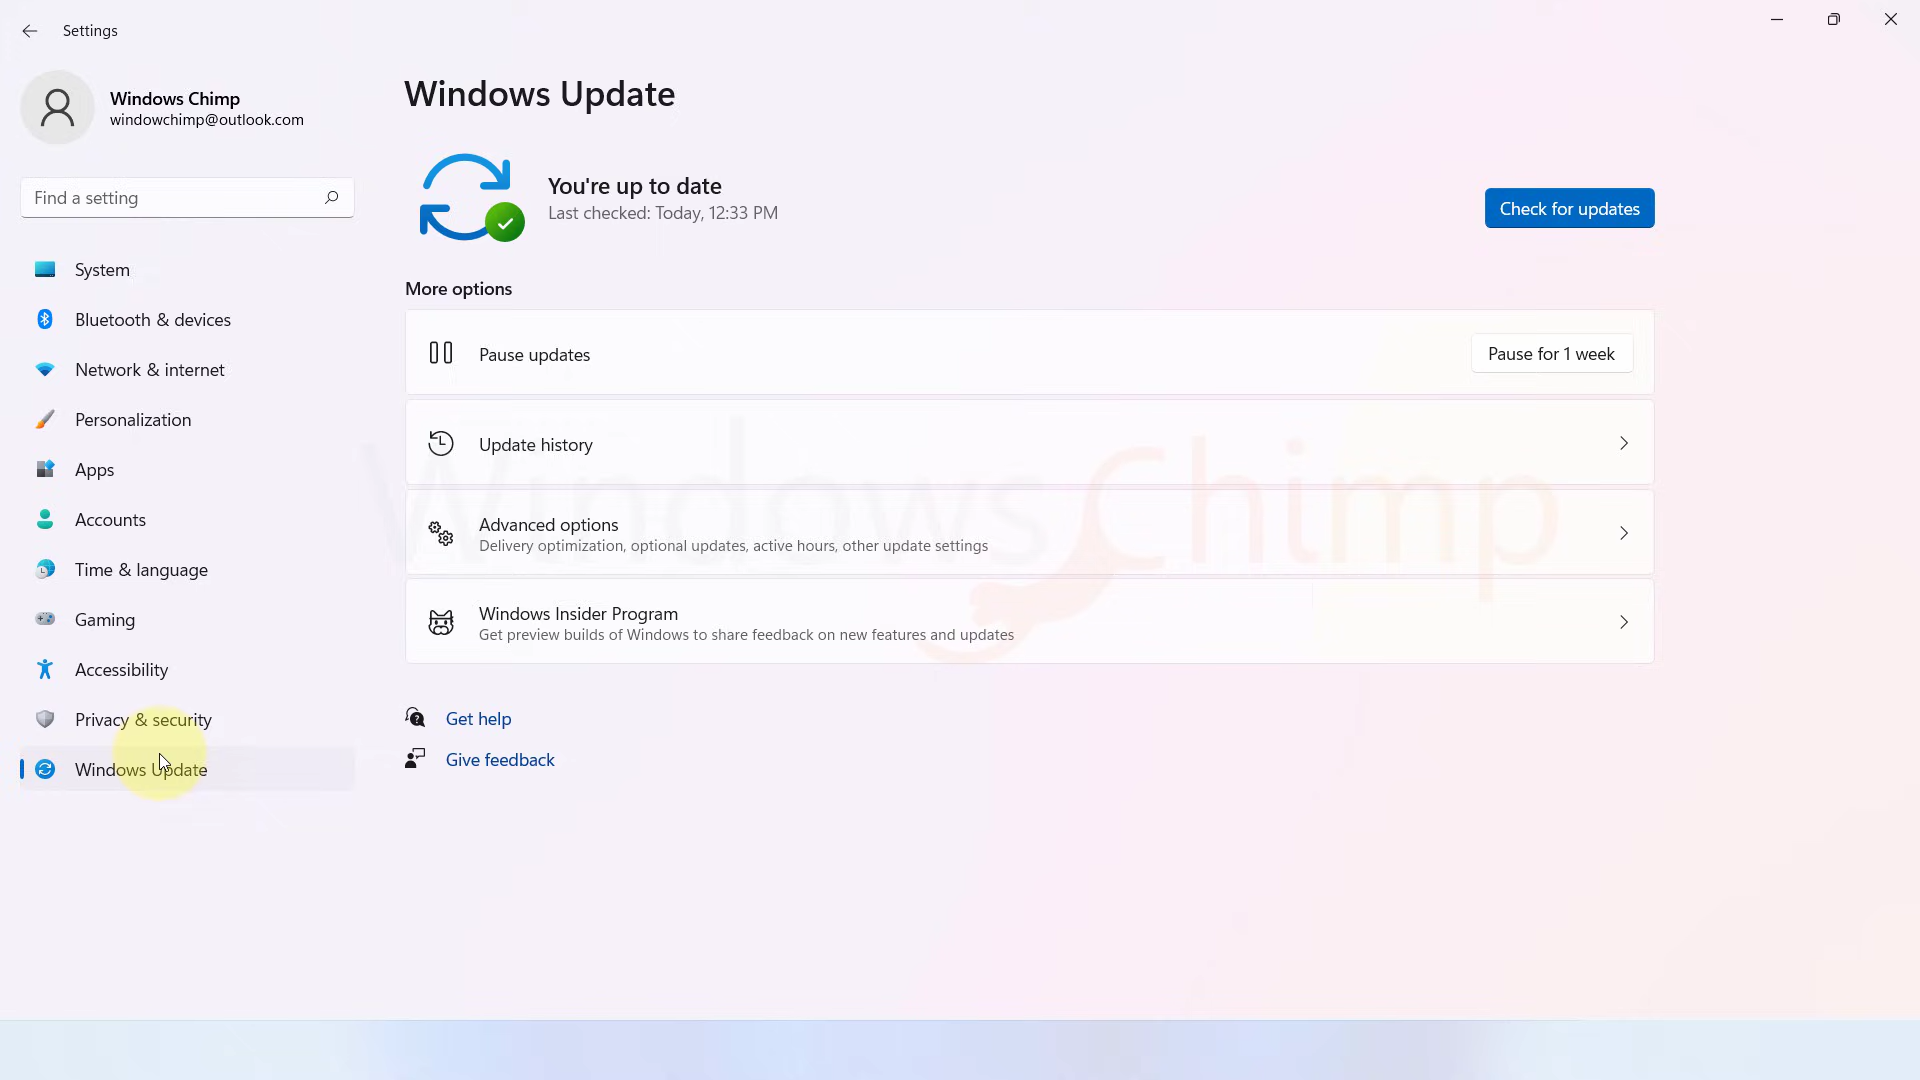 Settings
Windows Chimp
windowchimp@outlook.com
Find a setting
System
Bluetooth & devices
Network & internet
Personalization
Apps
Accounts
Time & language
Gaming
Accessibility
Privacy & security
Windows Update
Windows Update
You're up to date
Last checked: Today, 12:33 PM
Check for updates
More options
Pause updates
Pause for 1 week
Update history
Advanced options
Delivery optimization, optional updates, active hours, other update settings
Windows Insider Program
Get preview builds of Windows to share feedback on new features and updates
Get help
Give feedback
WindowsChimp